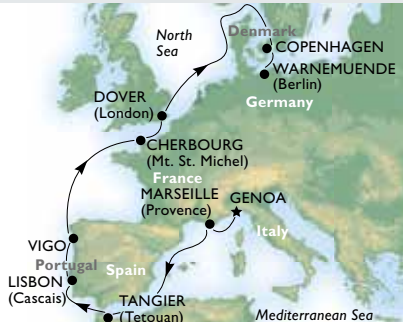 North
Sea
Denmark
COPENHAGEN
WARNEMUENDE
(Berlin)
Germany
DOVER
(London)
CHERBOURG
(Mt. St. Michel)
France
MARSEILLE
(Provence)
GENOA
Italy
VIGO
Portugal
Spain
LISBON
(Cascais)
TANGIER
(Tetouan)
Mediterranean Sea